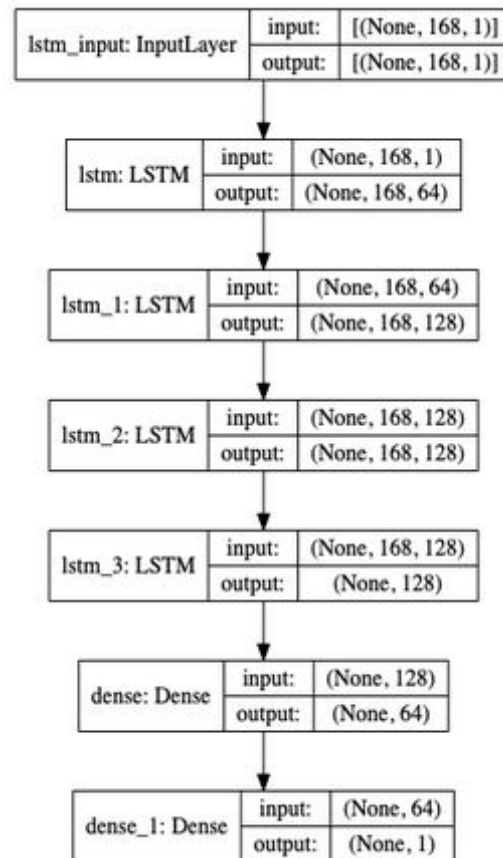 lstm_input: InputLayer
input: [(None, 168, 1)]
output: [(None, 168, 1)]
lstm: LSTM
input: (None, 168, 1)
output: (None, 168, 64)
lstm_1: LSTM
input: (None, 168, 64)
output: (None, 168, 128)
lstm_2: LSTM
input: (None, 168, 128)
output: (None, 168, 128)
lstm_3: LSTM
input: (None, 168, 128)
output: (None, 128)
dense: Dense
input: (None, 128)
output: (None, 64)
dense_1: Dense
input: (None, 64)
output: (None, 1)